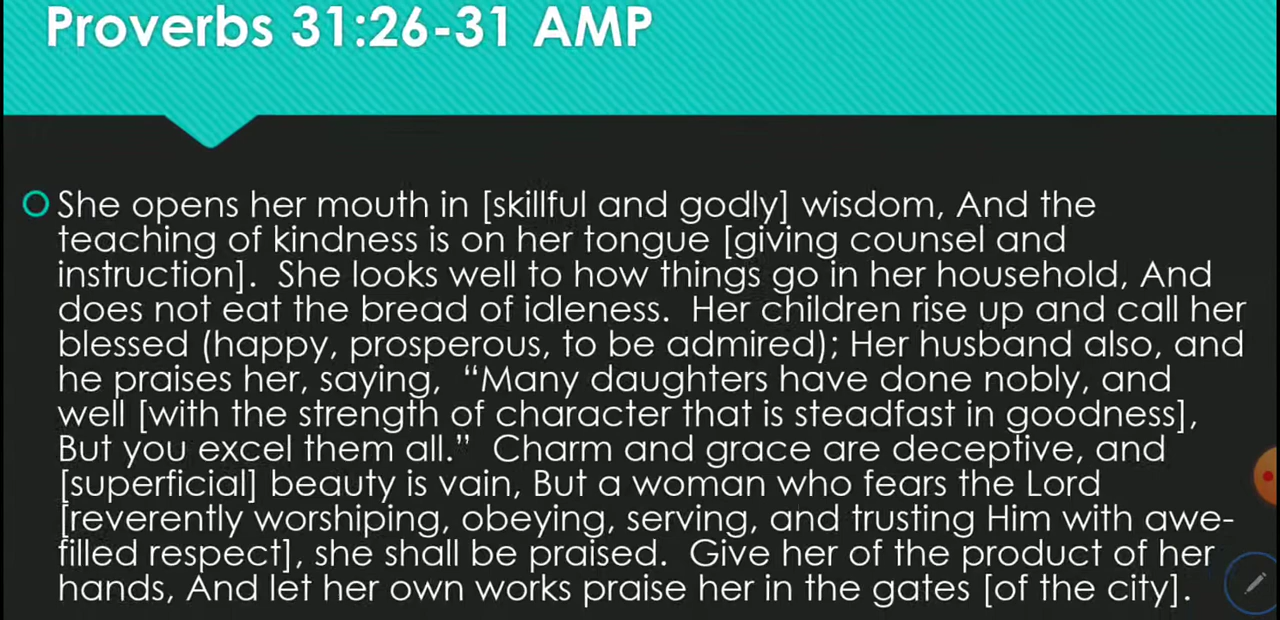 Proverbs 31:26-31 AMP
She opens her mouth in [skillful and godly] wisdom, And the
teaching of kindness is on her tongue [giving counsel and
instruction].  She looks well to how things go in her household, And
does not eat the bread of idleness.  Her children rise up and call her
blessed (happy, prosperous, to be admired); Her husband also, and
he praises her, saying,  “Many daughters have done nobly, and
well [with the strength of character that is steadfast in goodness],
But you excel them all.”  Charm and grace are deceptive, and
[superficial] beauty is vain, But a woman who fears the Lord
[reverently worshiping, obeying, serving, and trusting Him with awe-
filled respect], she shall be praised.  Give her of the product of her
hands, And let her own works praise her in the gates [of the city].